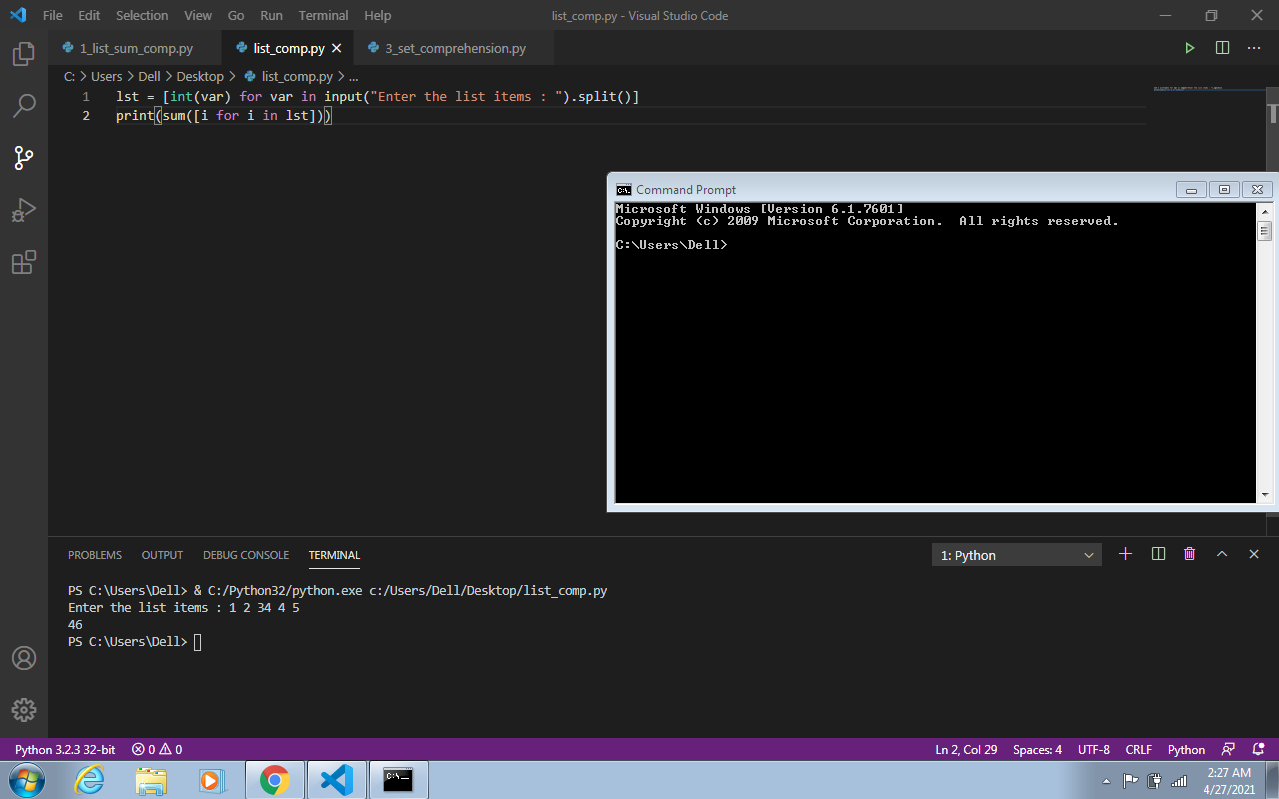 File Edit Selection View Go Run Terminal Help list_comp.py - Visual Studio Code
1_list_sum_comp.py list_comp.py 3_set_comprehension.py
C: > Users > Dell > Desktop > list_comp.py > ...
1 lst = [int(var) for var in input("Enter the list items : ").split()]
2 print(sum([i for i in lst]))
Command Prompt
Microsoft Windows [Version 6.1.7601]
Copyright (c) 2009 Microsoft Corporation. All rights reserved.
C:\Users\Dell>
PROBLEMS OUTPUT DEBUG CONSOLE TERMINAL 1: Python
PS C:\Users\Dell> & C:/Python32/python.exe c:/Users/Dell/Desktop/list_comp.py
Enter the list items : 1 2 34 4 5
46
PS C:\Users\Dell>
Python 3.2.3 32-bit 0 0 Ln 2, Col 29 Spaces: 4 UTF-8 CRLF Python
2:27 AM
4/27/2021